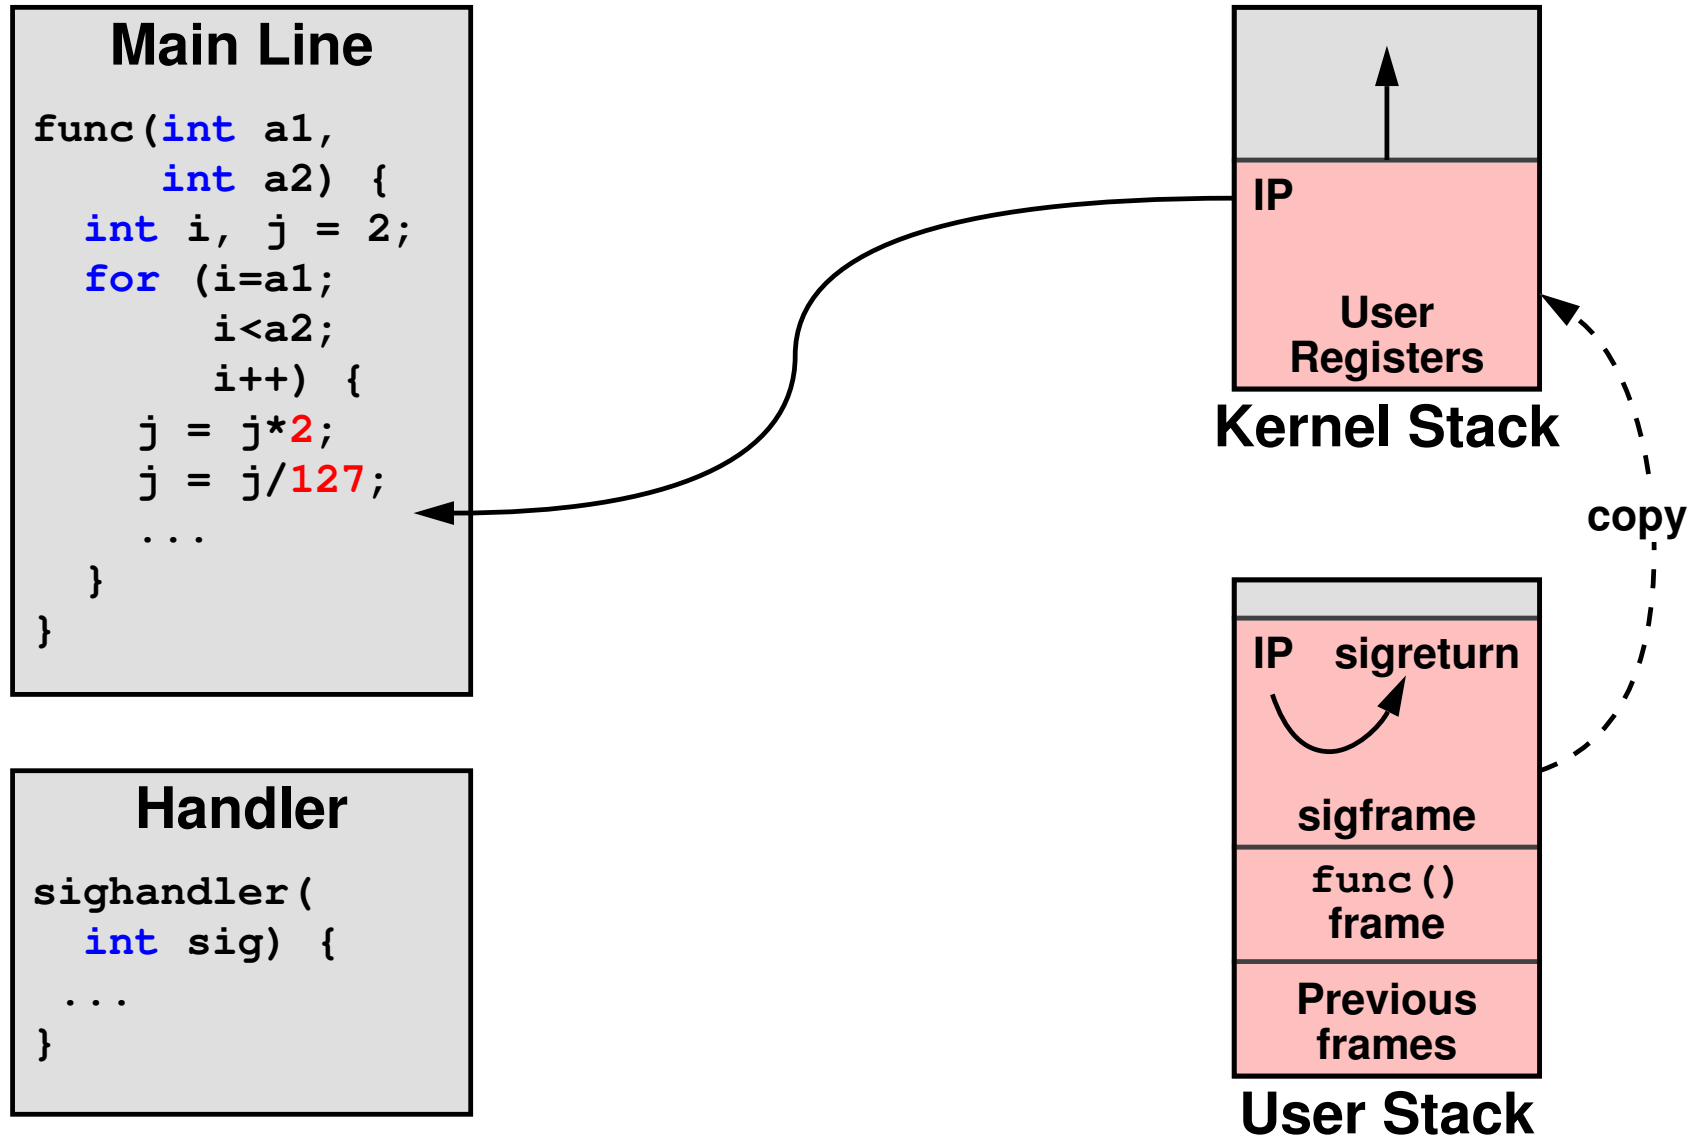 Main Line
func(int a1,
int a2) {
int i, j = 2;
for (i=a1;
i<a2;
i++) {
j = j*2;
j = j/127;
...
}
}
Handler
sighandler(
int sig) {
...
}
IP
User
Registers
Kernel Stack
copy
IP sigreturn
sigframe
func()
frame
Previous
frames
User Stack